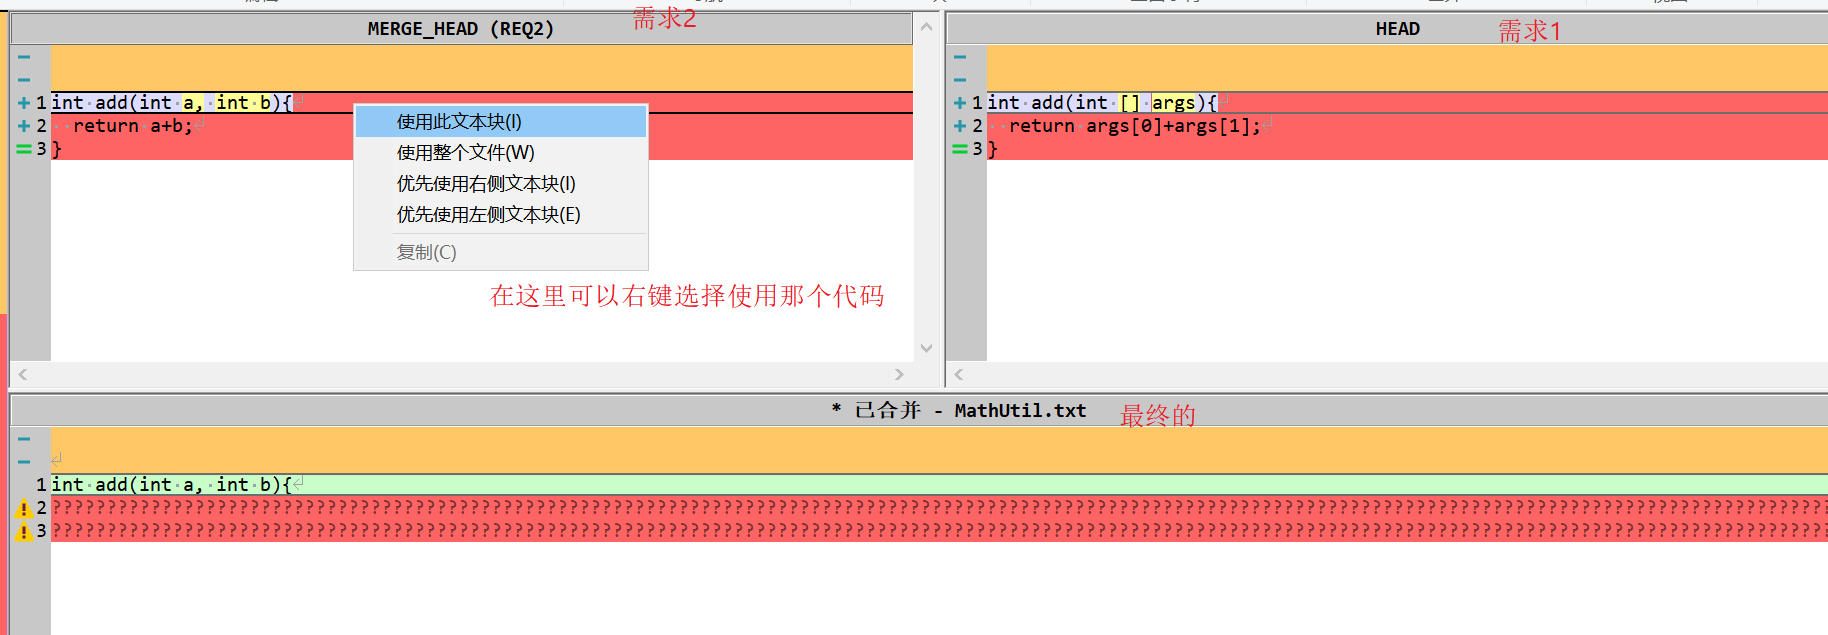 MERGE_HEAD (REQ2)
需求2
HEAD
需求1
1 int add(int a, int b){
2 return a+b;
3 }
使用此文本块(I)
使用整个文件(W)
优先使用右侧文本块(I)
优先使用左侧文本块(E)
复制(C)
在这里可以右键选择使用那个代码
1 int add(int [] args){
2 return args[0]+args[1];
3 }
* 已合并 - MathUtil.txt
最终的
1 int add(int a, int b){
2
3